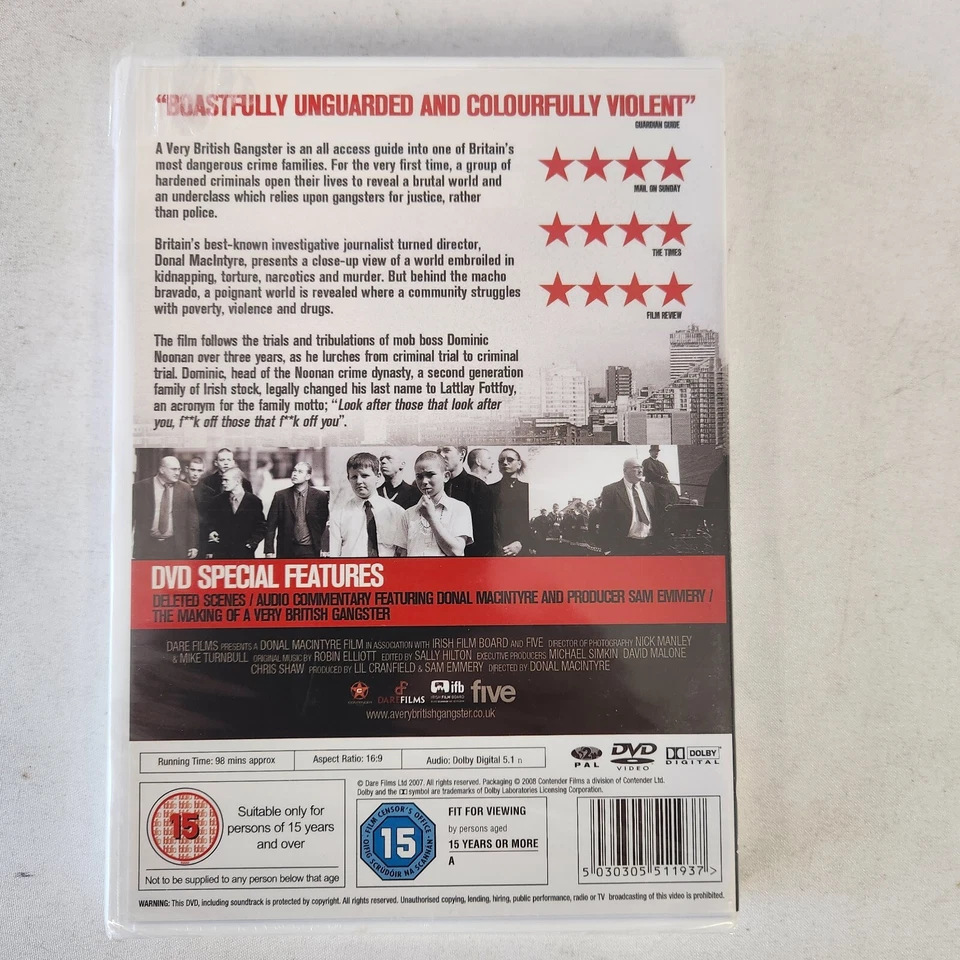 “BOASTFULLY UNGUARDED AND COLOURFULLY VIOLENT”
GUARDIAN GUIDE
A Very British Gangster is an all access guide into one of Britain’s
most dangerous crime families. For the very first time, a group of
hardened criminals open their lives to reveal a brutal world and
an underclass which relies upon gangsters for justice, rather
than police.
Britain’s best-known investigative journalist turned director,
Donal MacIntyre, presents a close-up view of a world embroiled in
kidnapping, torture, narcotics and murder. But behind the macho
bravado, a poignant world is revealed where a community struggles
with poverty, violence and drugs.
The film follows the trials and tribulations of mob boss Dominic
Noonan over three years, as he lurches from criminal trial to criminal
trial. Dominic, head of the Noonan crime dynasty, a second generation
family of Irish stock, legally changed his last name to Lattlay Fottfoy,
an acronym for the family motto; “Look after those that look after
you, f**k off those that f**k off you”.
MAIL ON SUNDAY
THE TIMES
FILM REVIEW
DVD SPECIAL FEATURES
DELETED SCENES / AUDIO COMMENTARY FEATURING DONAL MACINTYRE AND PRODUCER SAM EMMERY /
THE MAKING OF A VERY BRITISH GANGSTER
DARE FILMS PRESENTS A DONAL MACINTYRE FILM IN ASSOCIATION WITH IRISH FILM BOARD AND FIVE DIRECTOR OF PHOTOGRAPHY NICK MANLEY
& MIKE TURNBULL ORIGINAL MUSIC BY ROBIN ELLIOTT EDITED BY SALLY HILTON EXECUTIVE PRODUCERS MICHAEL SIMKIN DAVID MALONE
CHRIS SHAW PRODUCED BY LIL CRANFIELD & SAM EMMERY DIRECTED BY DONAL MACINTYRE
DAREFILMS ifb five
www.averybritishgangster.co.uk
Running Time: 98 mins approx
Aspect Ratio: 16:9
Audio: Dolby Digital 5.1
2
PAL
DVD
VIDEO
DOLBY
DIGITAL
© Dare Films Ltd 2007. All rights reserved. Packaging © 2008 Contender Films a division of Contender Ltd.
Dolby and the symbol are trademarks of Dolby Laboratories Licensing Corporation.
15
Suitable only for
persons of 15 years
and over
Not to be supplied to any person below that age
FILM CENSOR'S OFFICE
15
OIFIG SCRÚDÓIR NA SCANNÁN
FIT FOR VIEWING
by persons aged
15 YEARS OR MORE
A
5 030305 511937 >
WARNING: This DVD, including soundtrack is protected by copyright. All rights reserved. Unauthorised copying, lending, hiring, public performance, radio or TV broadcasting of this video is prohibited.